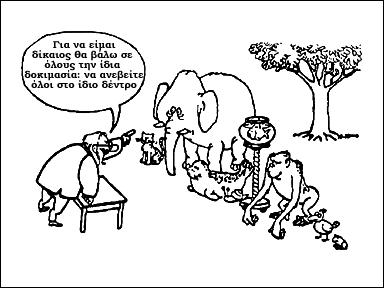 Για να είμαι
δίκαιος θα βάλω σε
όλους την ίδια
δοκιμασία: να ανεβείτε
όλοι στο ίδιο δέντρο